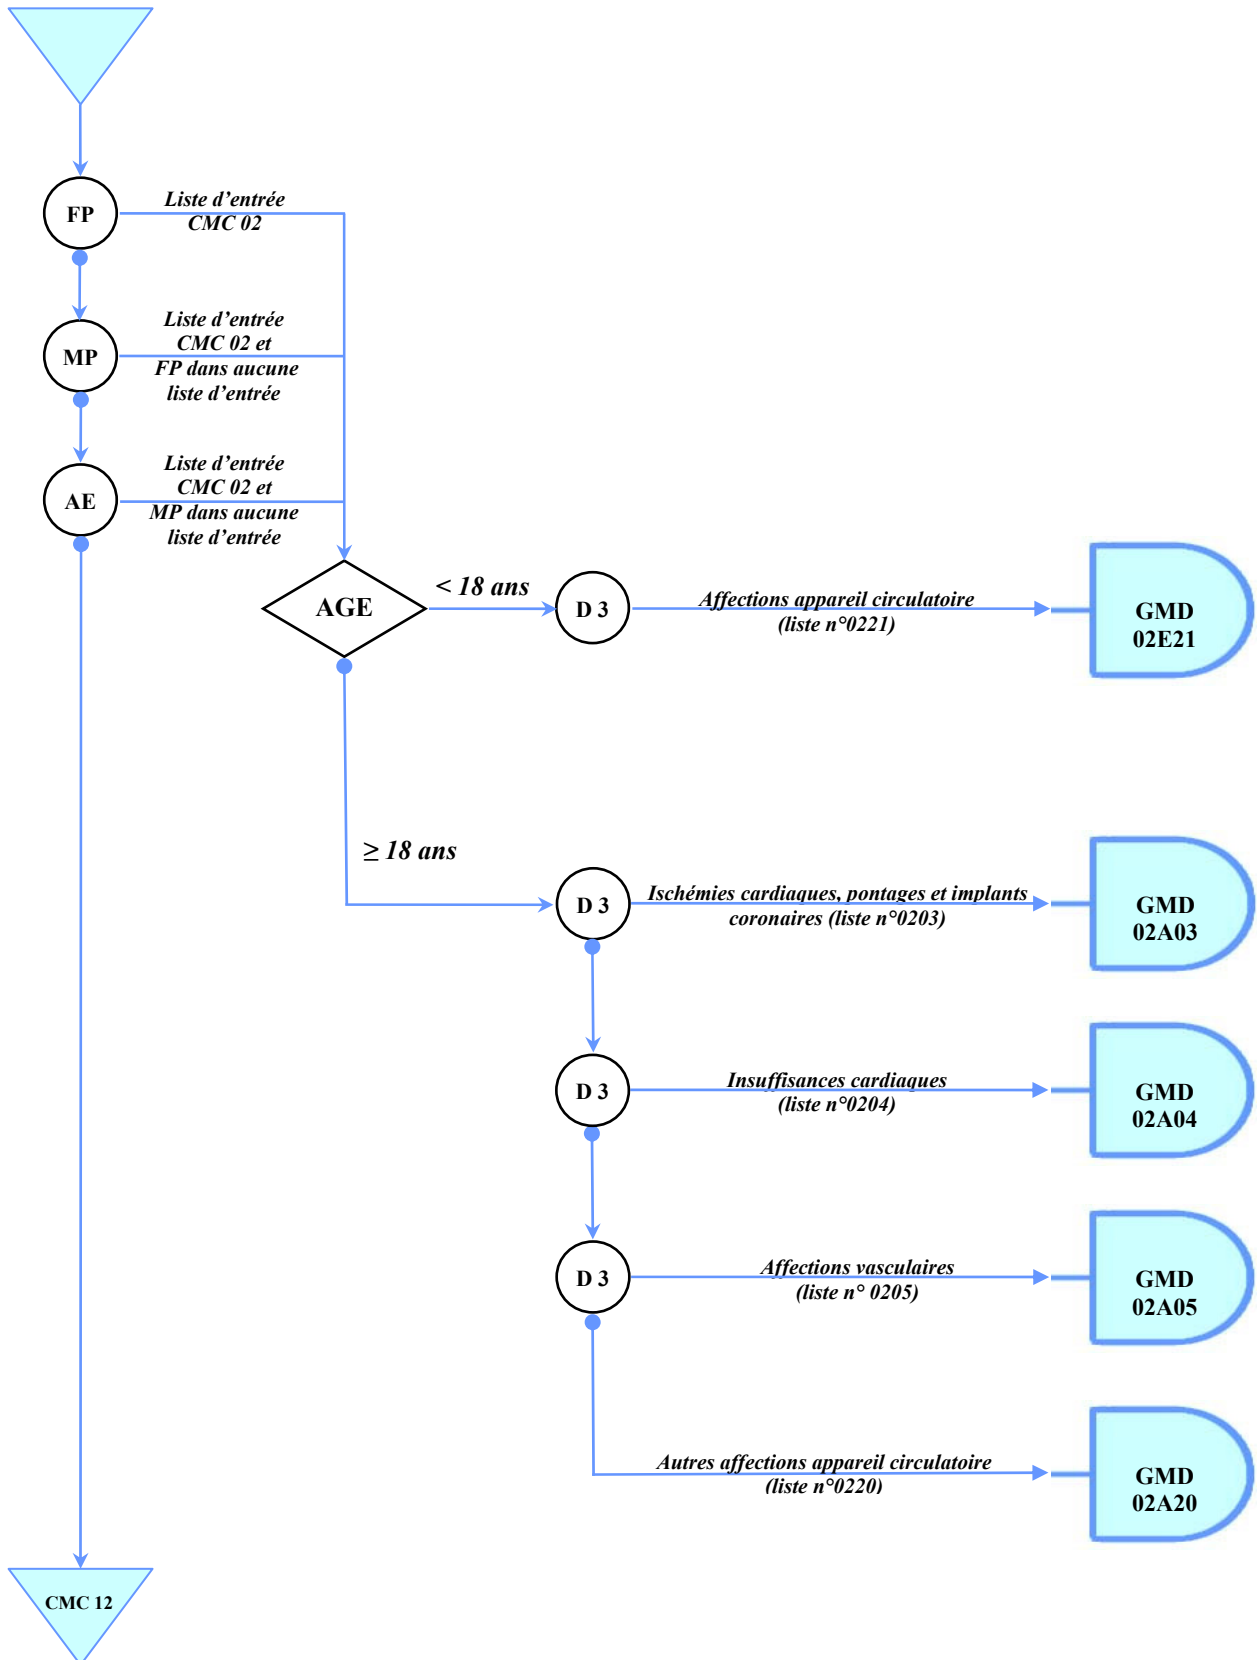 FP
Liste d’entrée
CMC 02
MP
Liste d’entrée
CMC 02 et
FP dans aucune
liste d’entrée
AE
Liste d’entrée
CMC 02 et
MP dans aucune
liste d’entrée
AGE
< 18 ans
D 3
Affections appareil circulatoire
(liste n°0221)
GMD
02E21
≥ 18 ans
D 3
Ischémies cardiaques, pontages et implants
coronaires (liste n°0203)
GMD
02A03
D 3
Insuffisances cardiaques
(liste n°0204)
GMD
02A04
D 3
Affections vasculaires
(liste n° 0205)
GMD
02A05
Autres affections appareil circulatoire
(liste n°0220)
GMD
02A20
CMC 12